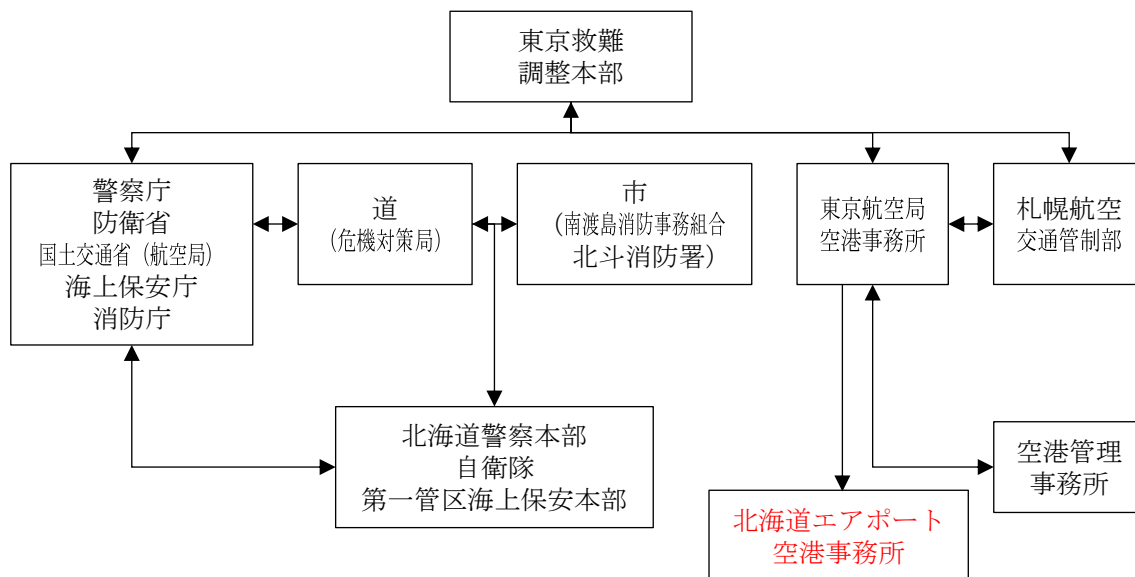 東京救難
調整本部
警察庁
防衛省
国土交通省（航空局）
海上保安庁
消防庁
道
（危機対策局）
市
（南渡島消防事務組合
北斗消防署）
東京航空局
空港事務所
札幌航空
交通管制部
北海道警察本部
自衛隊
第一管区海上保安本部
空港管理
事務所
北海道エアポート
空港事務所